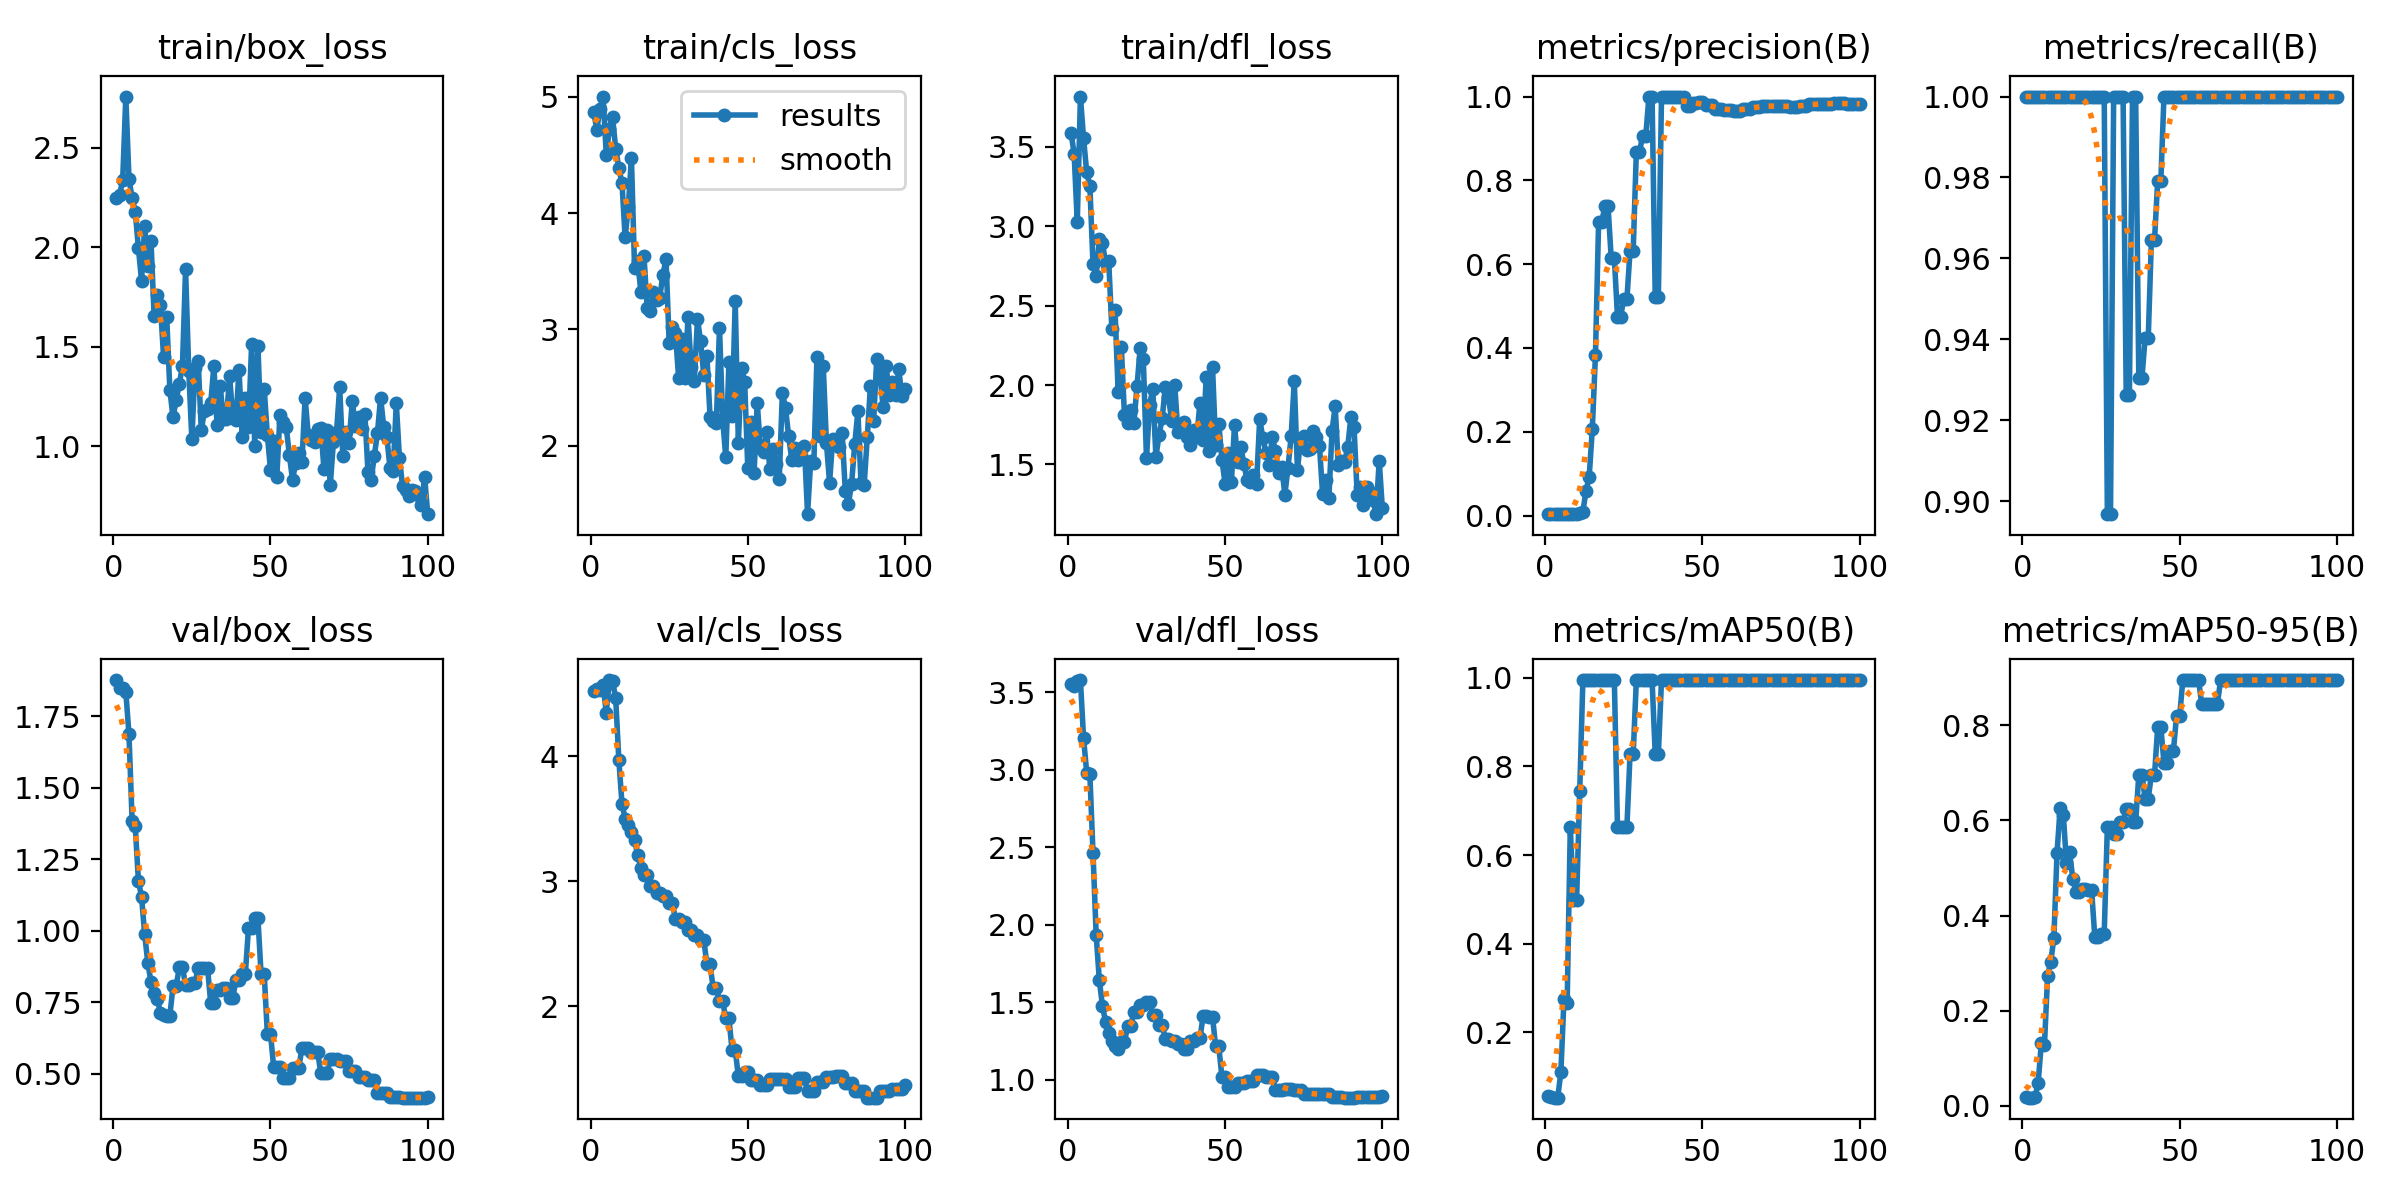 train/box_loss
2.5
2.0
1.5
1.0
0 50 100
train/cls_loss
5
4
3
2
0 50 100
results
smooth
train/dfl_loss
3.5
3.0
2.5
2.0
1.5
0 50 100
metrics/precision(B)
1.0
0.8
0.6
0.4
0.2
0.0
0 50 100
metrics/recall(B)
1.00
0.98
0.96
0.94
0.92
0.90
0 50 100
val/box_loss
1.75
1.50
1.25
1.00
0.75
0.50
0 50 100
val/cls_loss
4
3
2
0 50 100
val/dfl_loss
3.5
3.0
2.5
2.0
1.5
1.0
0 50 100
metrics/mAP50(B)
1.0
0.8
0.6
0.4
0.2
0 50 100
metrics/mAP50-95(B)
0.8
0.6
0.4
0.2
0.0
0 50 100